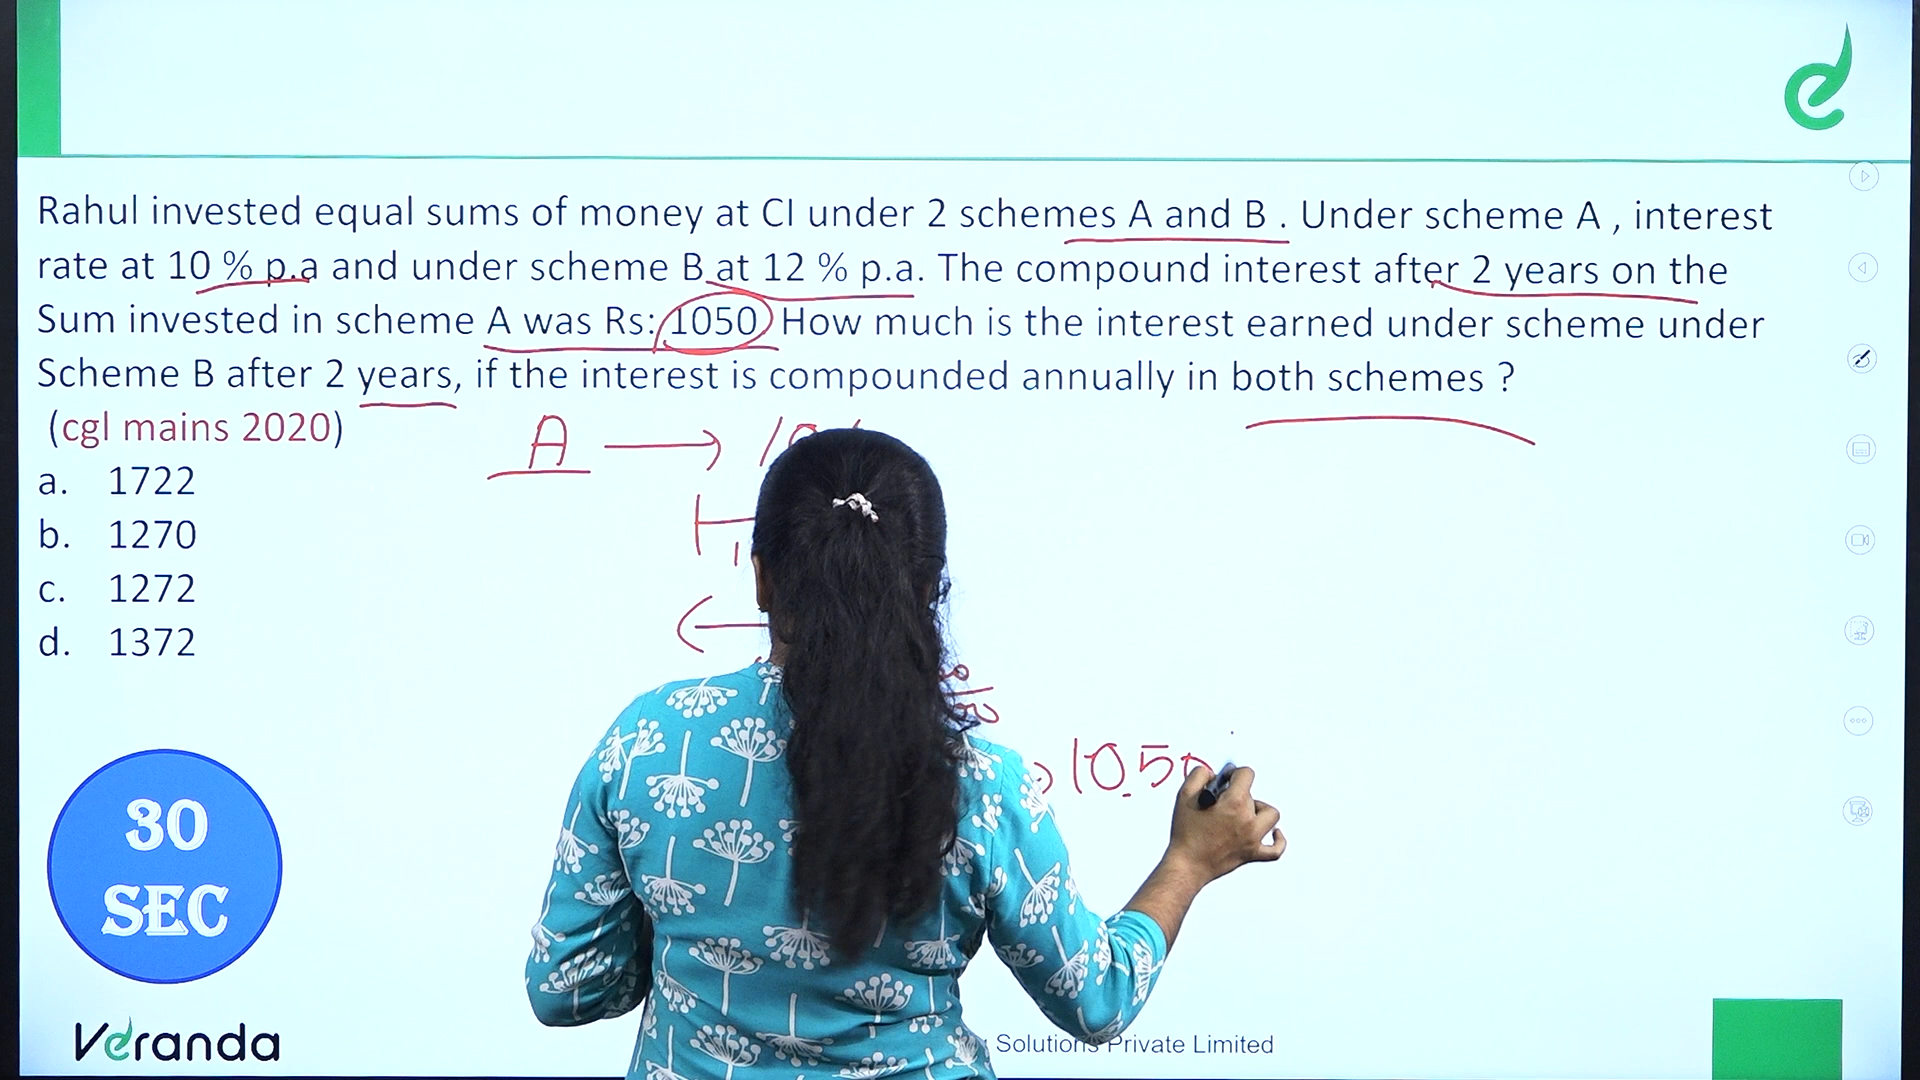 Rahul invested equal sums of money at CI under 2 schemes A and B . Under scheme A , interest
rate at 10 % p.a and under scheme B at 12 % p.a. The compound interest after 2 years on the
Sum invested in scheme A was Rs: 1050 How much is the interest earned under scheme under
Scheme B after 2 years, if the interest is compounded annually in both schemes ?
(cgl mains 2020)
A
a. 1722
b. 1270
c. 1272
d. 1372
1050
30
SEC
Veranda
Solutions Private Limited